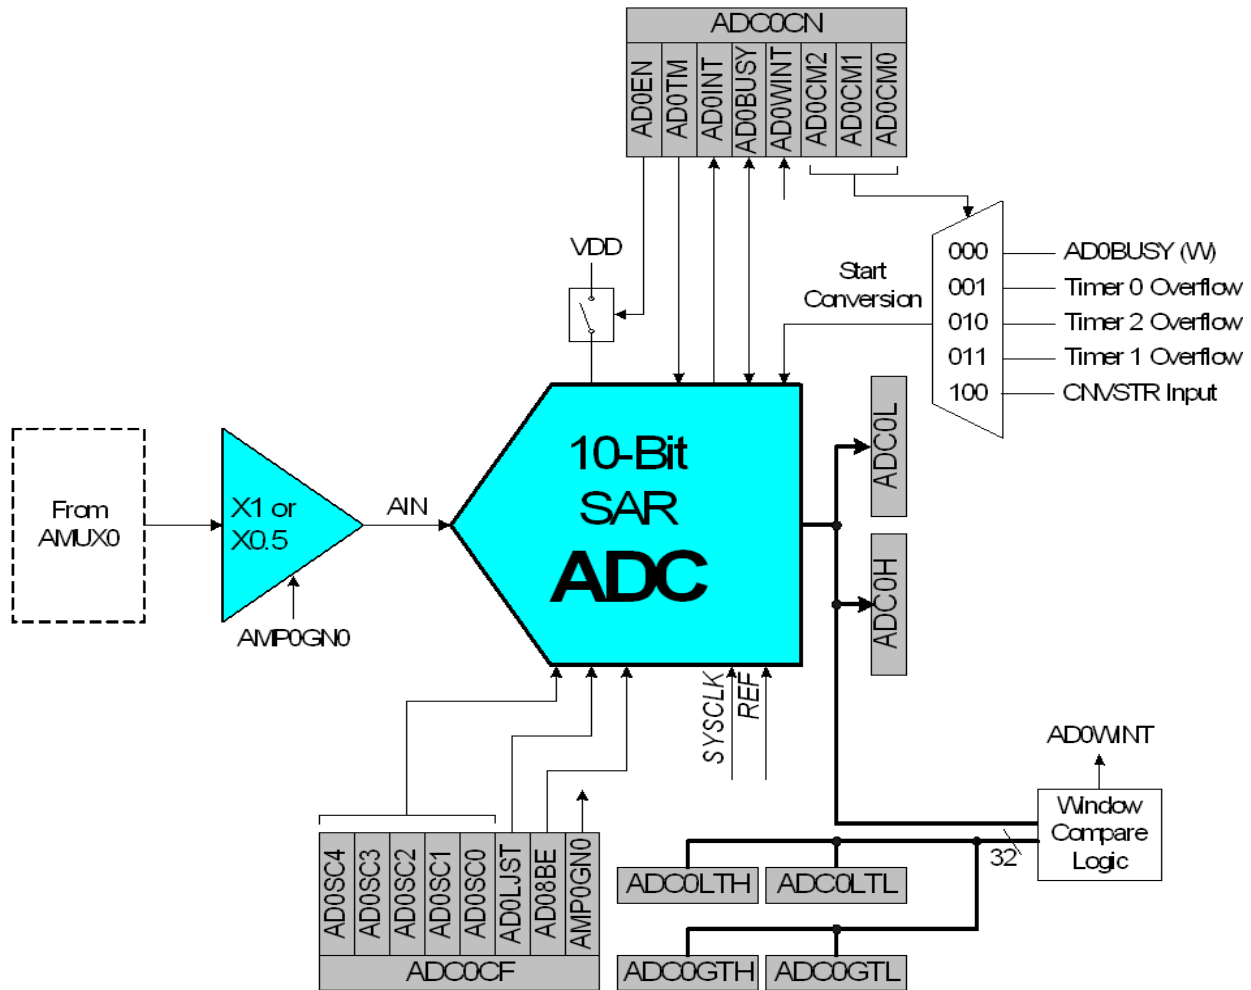 ADC0CN
AD0EN
AD0TM
AD0INT
AD0BUSY
AD0WINT
AD0CM2
AD0CM1
AD0CM0
VDD
Start
Conversion
000
AD0BUSY (W)
001
Timer 0 Overflow
010
Timer 2 Overflow
011
Timer 1 Overflow
100
CNVSTR Input
From
AMUX0
X1 or
X0.5
AIN
AMP0GN0
10-Bit
SAR
ADC
ADC0L
ADC0H
SYSCLK
REF
AD0WINT
Window
Compare
Logic
32
ADC0LTH
ADC0LTL
ADC0GTH
ADC0GTL
AD0SC4
AD0SC3
AD0SC2
AD0SC1
AD0SC0
AD0LJST
AD08BE
AMP0GN0
ADC0CF